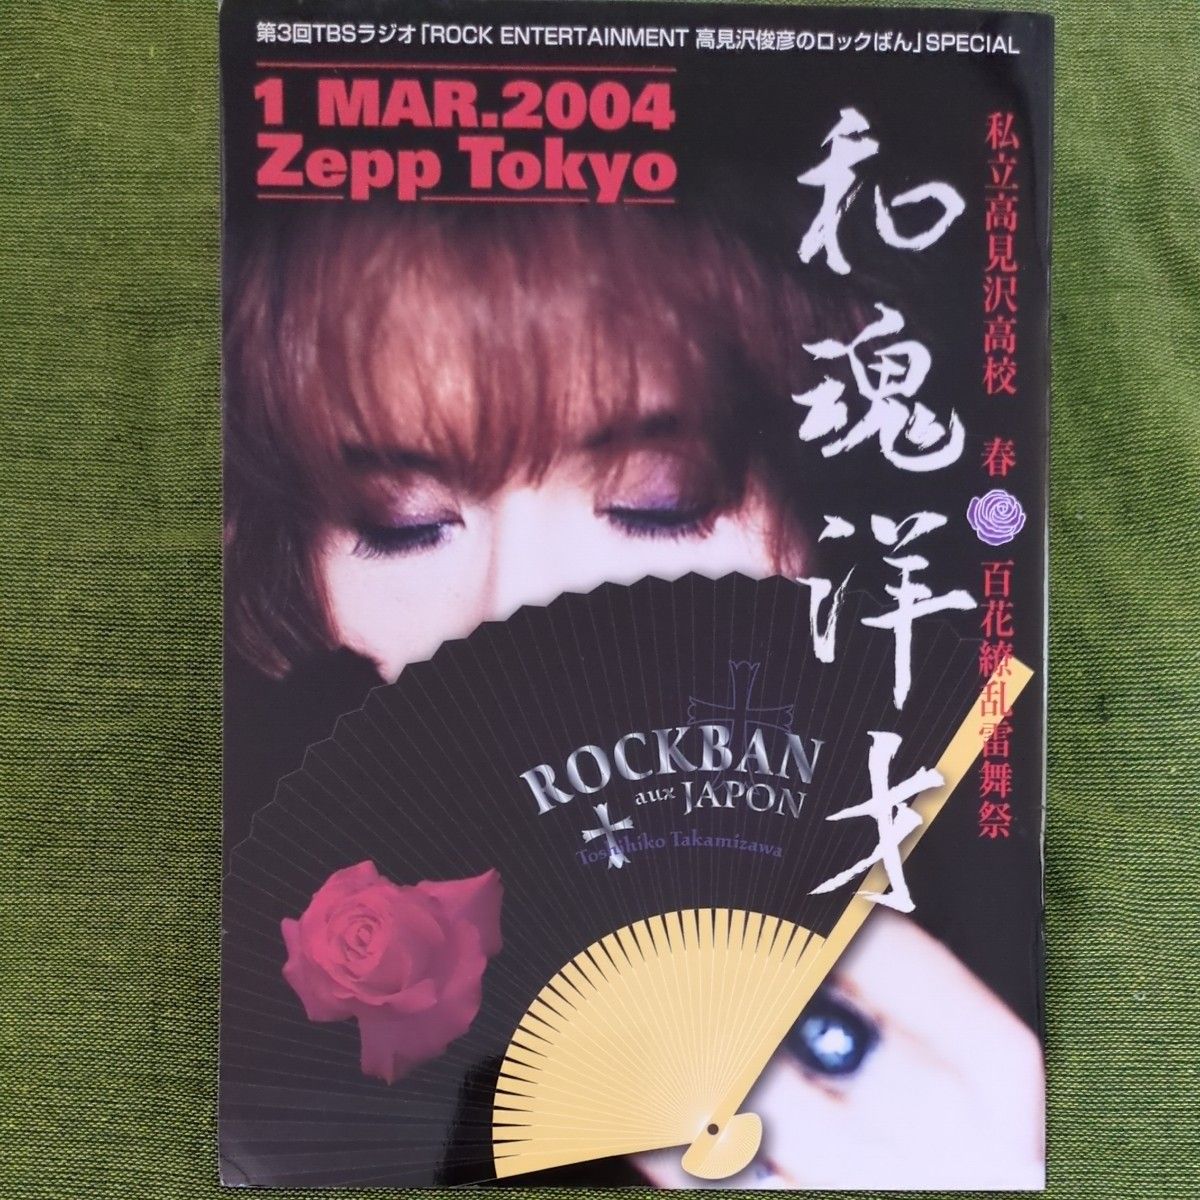 第3回TBSラジオ「ROCK ENTERTAINMENT 高見沢俊彦のロックばん」SPECIAL
1 MAR.2004
Zepp Tokyo
私立高見沢高校 春 百花繚乱雷舞祭
和魂洋才
ROCKBAN
aux JAPON
Toshihiko Takamizawa